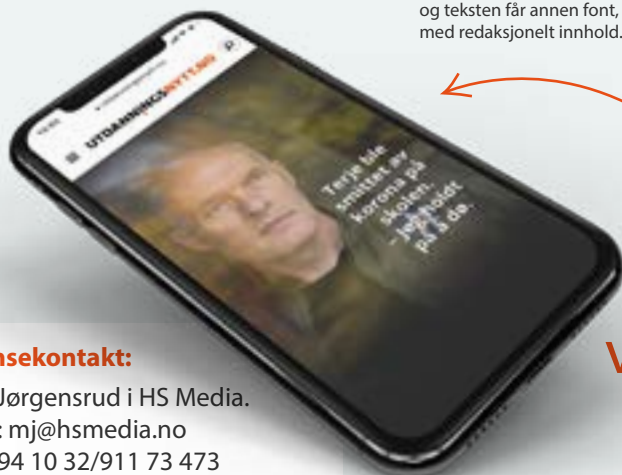 og teksten får annen font,
med redaksjonelt innhold.
UTDANNINGSNYTT.NO
Terje ble
smittet av
korona på
skolen.
- Jeg holdt
på å dø.
nsekontakt:
Jørgensrud i HS Media.
: mj@hsmedia.no
94 10 32/911 73 473
V